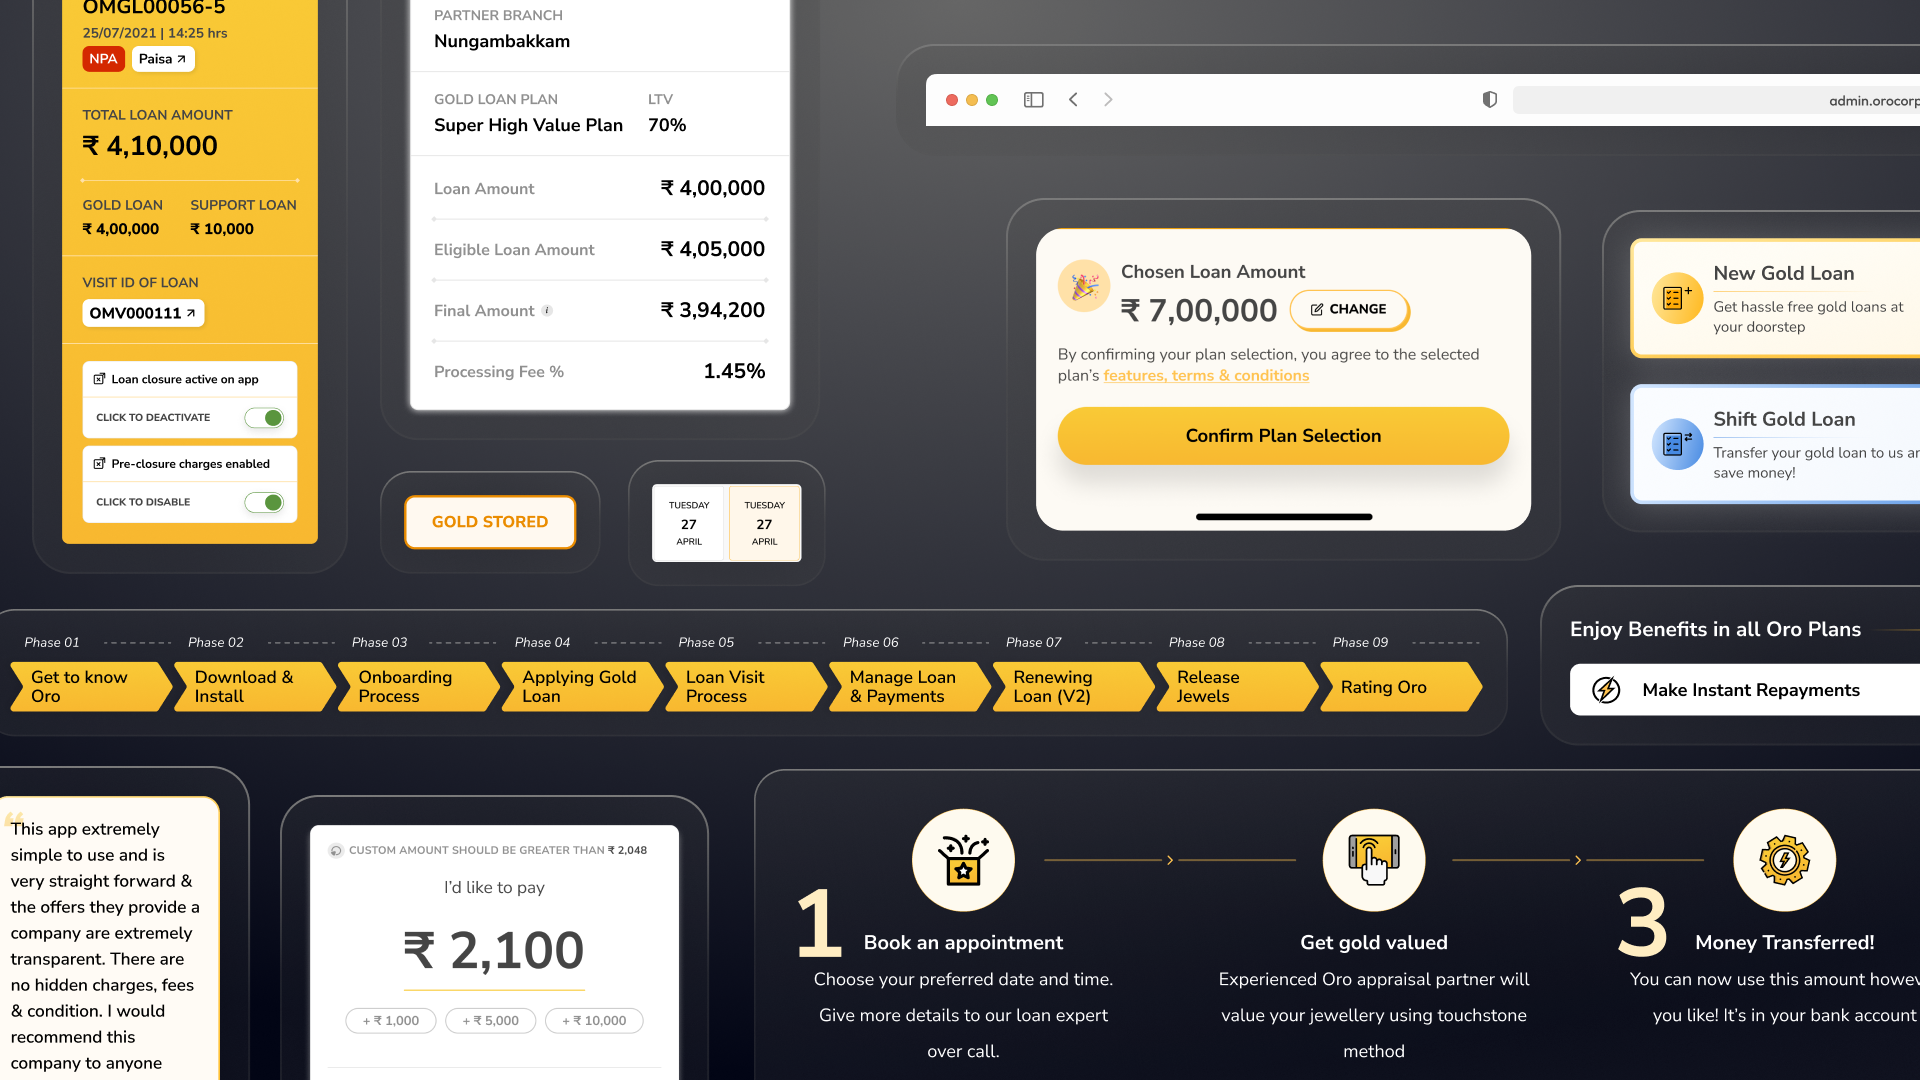 OMGL00056-5
25/07/2021 | 14:25 hrs
NPA
Paisa
TOTAL LOAN AMOUNT
₹ 4,10,000
GOLD LOAN SUPPORT LOAN
₹ 4,00,000 ₹ 10,000
VISIT ID OF LOAN
OMV000111
Loan closure active on app
CLICK TO DEACTIVATE
Pre-closure charges enabled
CLICK TO DISABLE
PARTNER BRANCH
Nungambakkam
GOLD LOAN PLAN LTV
Super High Value Plan 70%
Loan Amount ₹ 4,00,000
Eligible Loan Amount ₹ 4,05,000
Final Amount i ₹ 3,94,200
Processing Fee % 1.45%
GOLD STORED
TUESDAY
27
APRIL
TUESDAY
27
APRIL
admin.orocorp
Chosen Loan Amount
₹ 7,00,000
CHANGE
By confirming your plan selection, you agree to the selected
plan's features, terms & conditions
Confirm Plan Selection
New Gold Loan
Get hassle free gold loans at
your doorstep
Shift Gold Loan
Transfer your gold loan to us
save money!
Phase 01
Get to know
Oro
Phase 02
Download &
Install
Phase 03
Onboarding
Process
Phase 04
Applying Gold
Loan
Phase 05
Loan Visit
Process
Phase 06
Manage Loan
& Payments
Phase 07
Renewing
Loan (V2)
Phase 08
Release
Jewels
Phase 09
Rating Oro
Enjoy Benefits in all Oro Plans
Make Instant Repayments
“
This app extremely
simple to use and is
very straight forward &
the offers they provide a
company are extremely
transparent. There are
no hidden charges, fees
& condition. I would
recommend this
company to anyone
CUSTOM AMOUNT SHOULD BE GREATER THAN ₹ 2,048
I'd like to pay
₹ 2,100
+ ₹ 1,000
+ ₹ 5,000
+ ₹ 10,000
1
Book an appointment
Choose your preferred date and time.
Give more details to our loan expert
over call.
Get gold valued
Experienced Oro appraisal partner will
value your jewellery using touchstone
method
3
Money Transferred!
You can now use this amount
you like! It's in your bank account